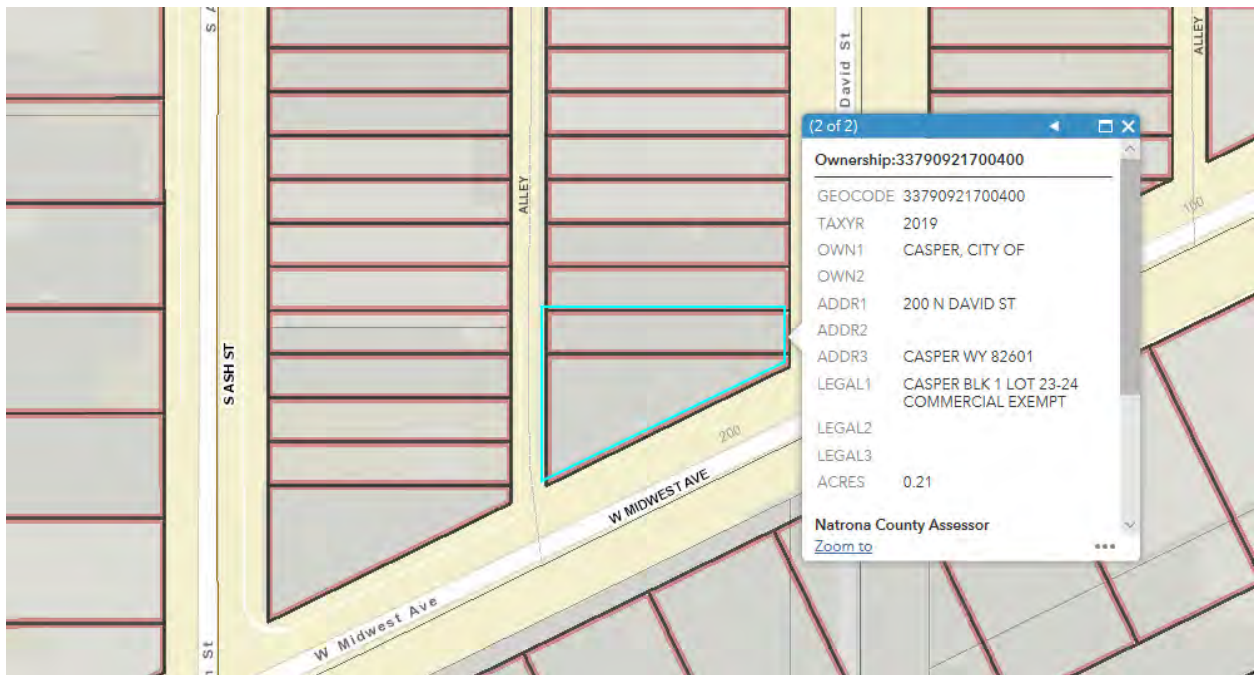 S A
David St
ALLEY
ALLEY
S ASH ST
200
W MIDWEST AVE
W Midwest Ave
n St
100
(2 of 2)
Ownership:33790921700400
GEOCODE 33790921700400
TAXYR 2019
OWN1 CASPER, CITY OF
OWN2
ADDR1 200 N DAVID ST
ADDR2
ADDR3 CASPER WY 82601
LEGAL1 CASPER BLK 1 LOT 23-24
COMMERCIAL EXEMPT
LEGAL2
LEGAL3
ACRES 0.21
Natrona County Assessor
Zoom to